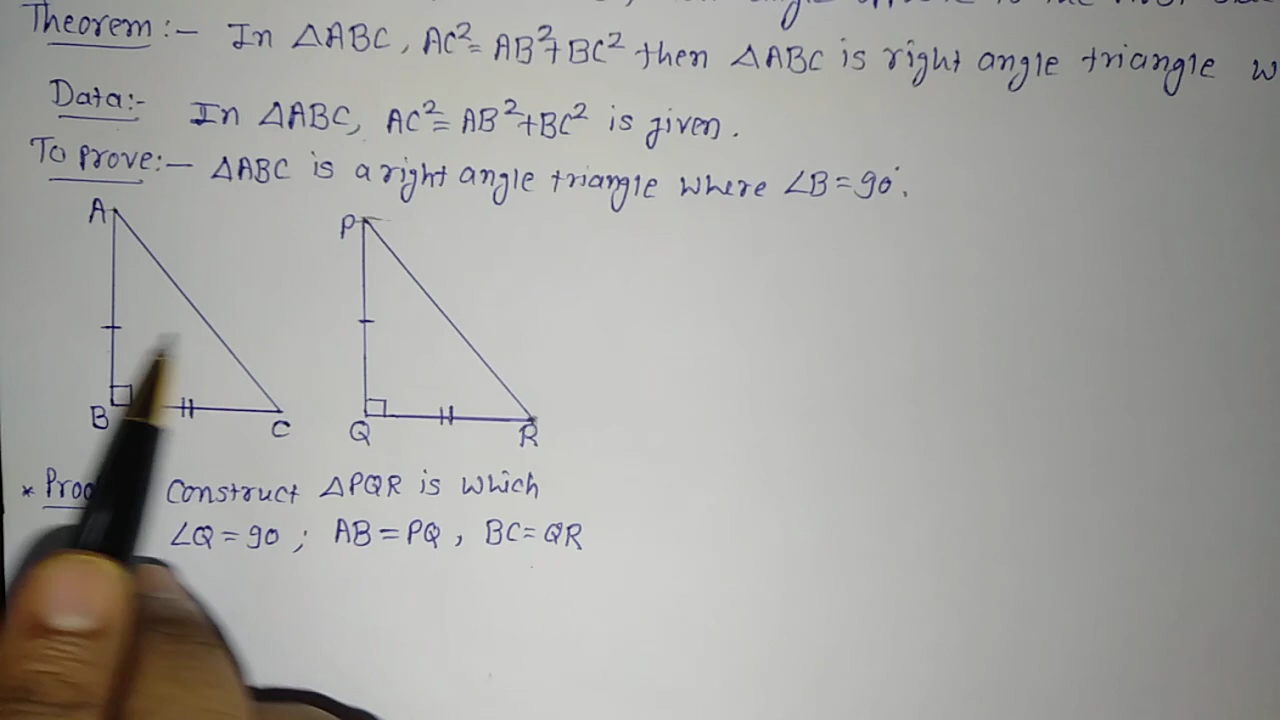 Theorem :- In △ABC, AC²= AB²+BC² then △ABC is right angle triangle
Data:- In △ABC, AC²= AB²+BC² is given.
To prove:- △ABC is a right angle triangle where ∠B=90°.
A P
B C Q R
* Construct △PQR is which
∠Q = 90 ; AB = PQ , BC = QR